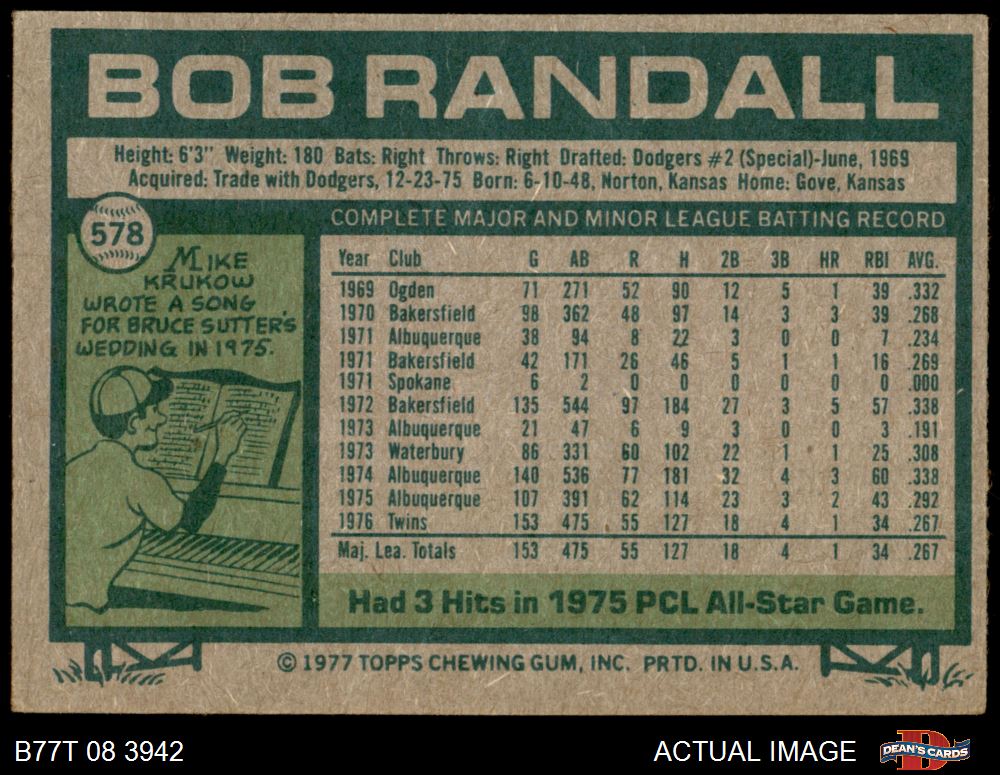 BOB RANDALL
Height: 6'3" Weight: 180 Bats: Right Throws: Right Drafted: Dodgers #2 (Special)-June, 1969
Acquired: Trade with Dodgers, 12-23-75 Born: 6-10-48, Norton, Kansas Home: Gove, Kansas
578
MIKE
KRUKOW
WROTE A SONG
FOR BRUCE SUTTER'S
WEDDING IN 1975.
COMPLETE MAJOR AND MINOR LEAGUE BATTING RECORD
Year Club G AB R H 2B 3B HR RBI AVG.
1969 Ogden 71 271 52 90 12 5 1 39 .332
1970 Bakersfield 98 362 48 97 14 3 3 39 .268
1971 Albuquerque 38 94 8 22 3 0 0 7 .234
1971 Bakersfield 42 171 26 46 5 1 1 16 .269
1971 Spokane 6 2 0 0 0 0 0 0 .000
1972 Bakersfield 135 544 97 184 27 3 5 57 .338
1973 Albuquerque 21 47 6 9 3 0 0 3 .191
1973 Waterbury 86 331 60 102 22 1 1 25 .308
1974 Albuquerque 140 536 77 181 32 4 3 60 .338
1975 Albuquerque 107 391 62 114 23 3 2 43 .292
1976 Twins 153 475 55 127 18 4 1 34 .267
Maj. Lea. Totals 153 475 55 127 18 4 1 34 .267
Had 3 Hits in 1975 PCL All-Star Game.
© 1977 TOPPS CHEWING GUM, INC. PRTD. IN U.S.A.
B77T 08 3942
ACTUAL IMAGE
D
DEAN'S CARDS